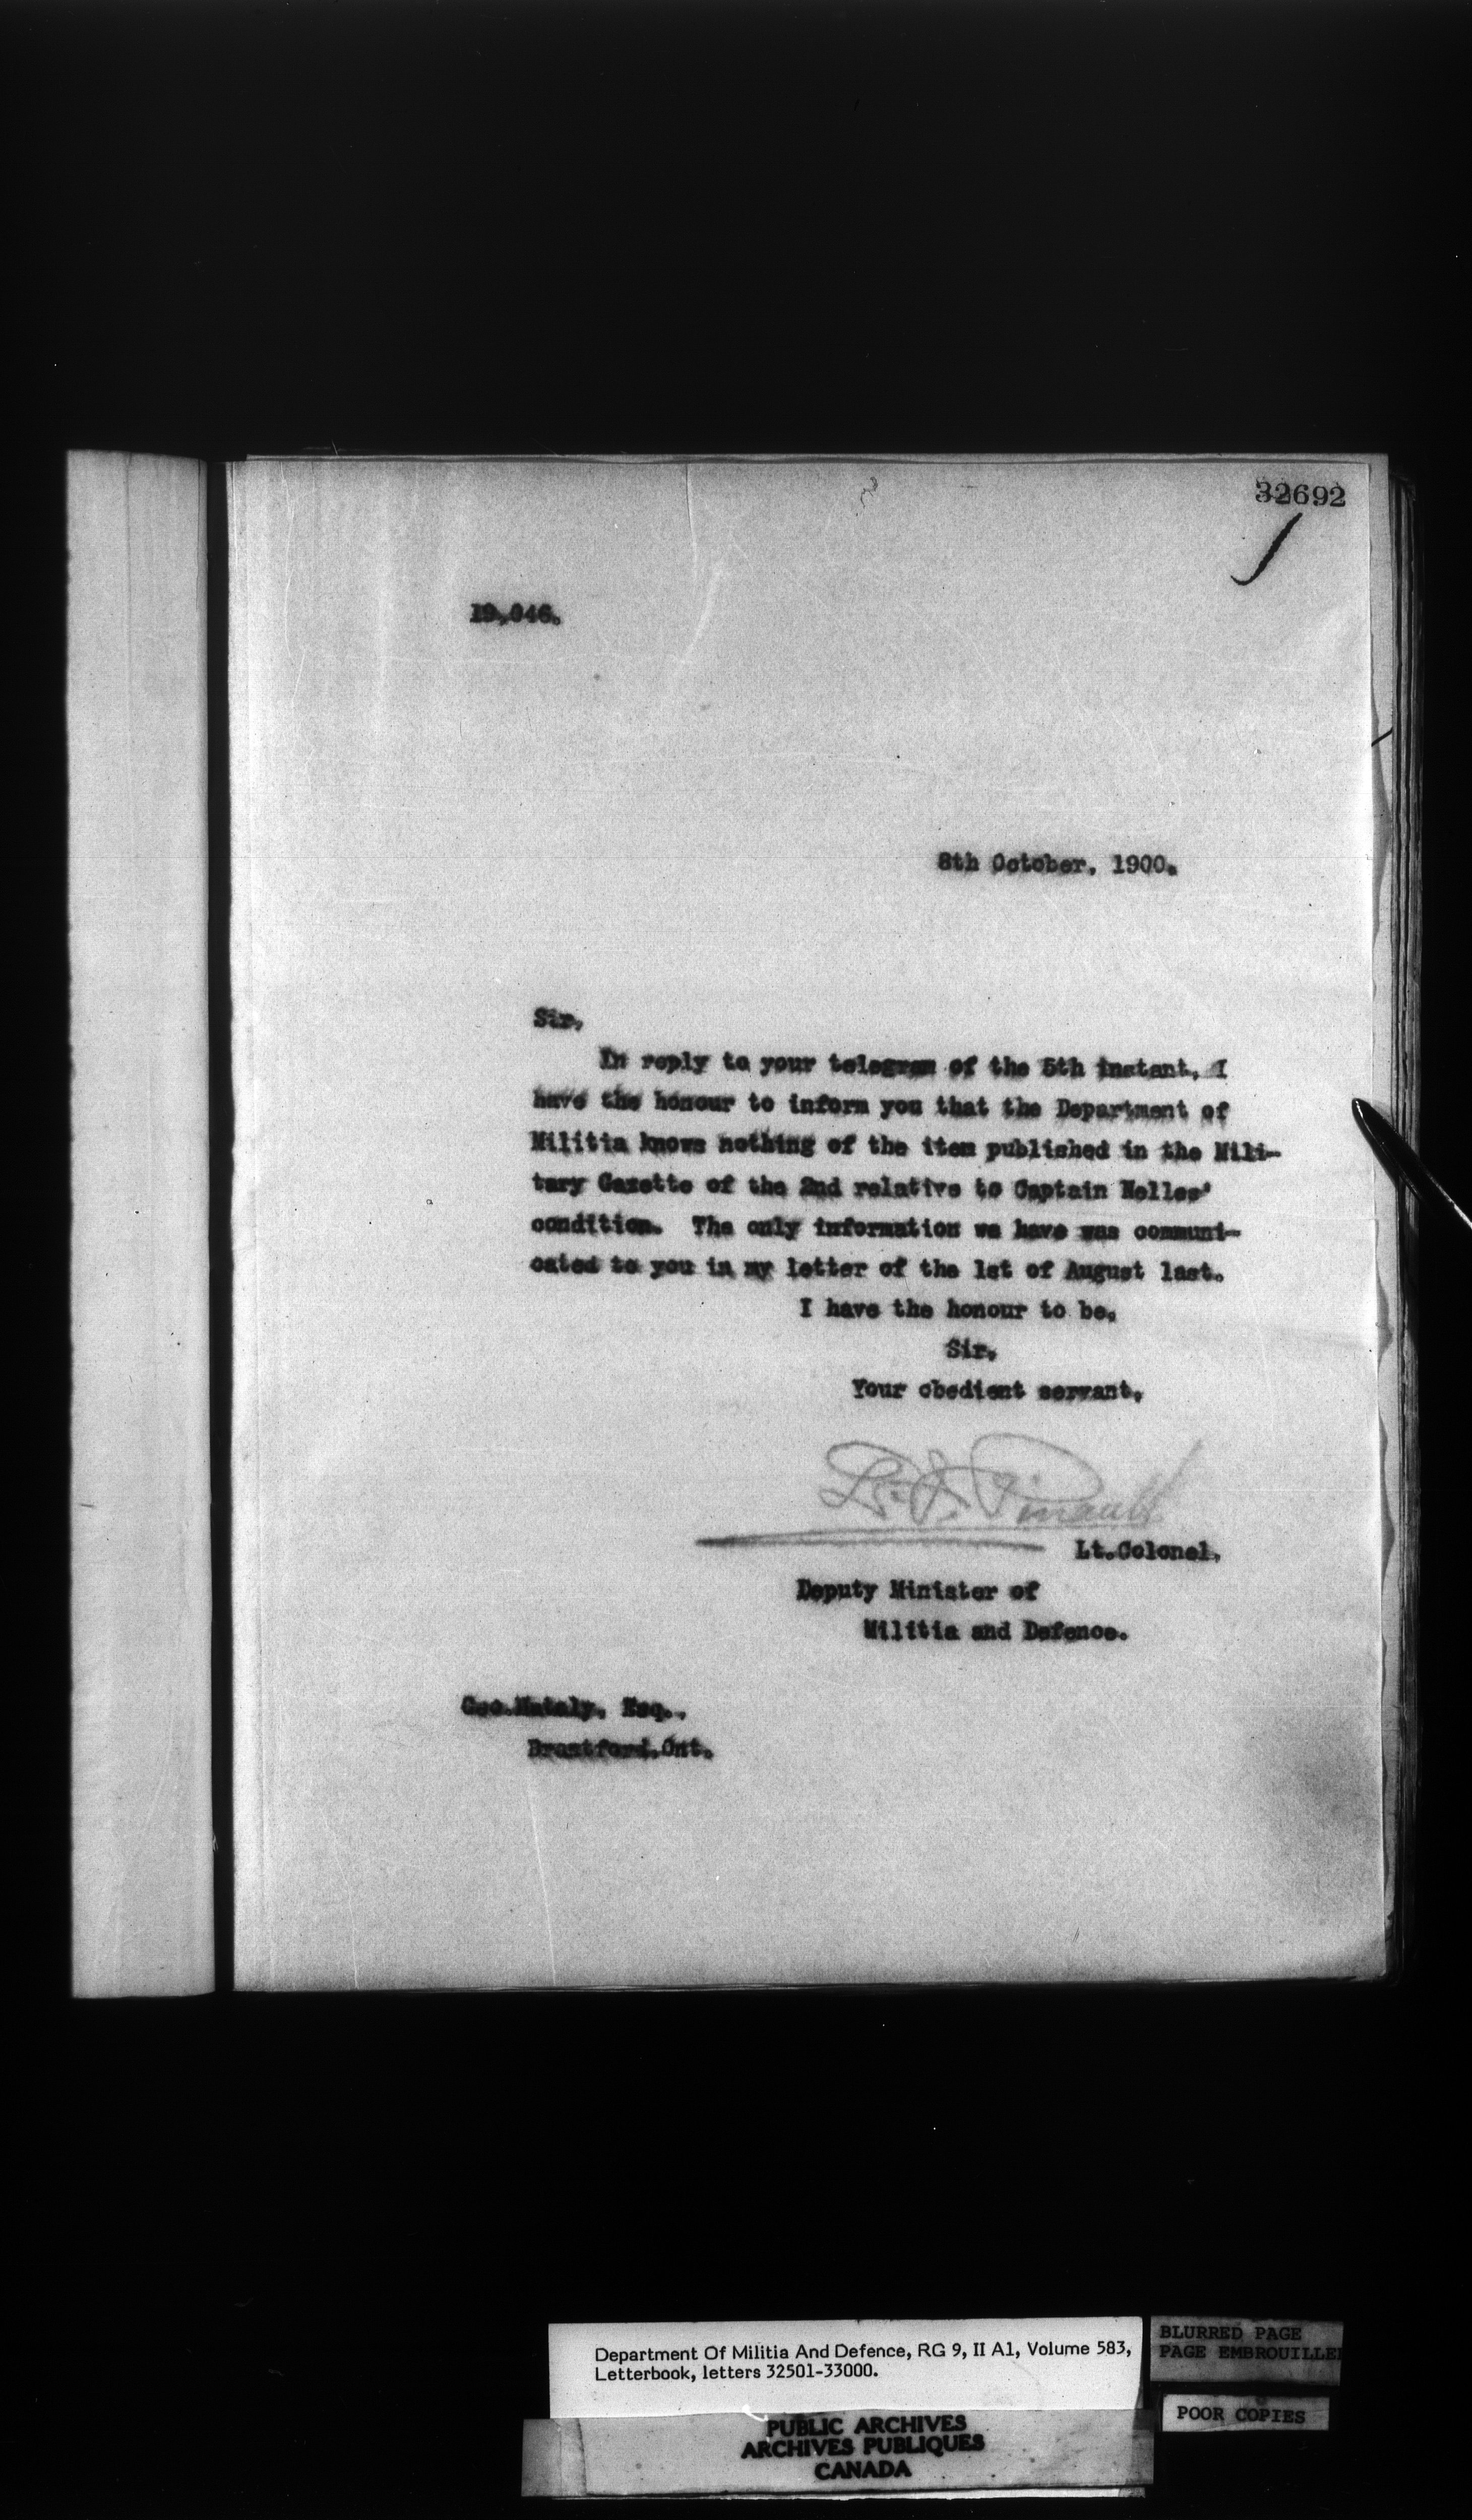 32692
19,046.
8th October, 1900.
Sir,
In reply to your telegram of the 5th instant, I
have the honour to inform you that the Department of
Militia knows nothing of the item published in the Mili-
tary Gazette of the 2nd relative to Captain Nelles'
condition. The only information we have was communi-
cated to you in my letter of the 1st of August last.
I have the honour to be,
Sir,
Your obedient servant,
L. F. Pinault
Lt.Colonel,
Deputy Minister of
Militia and Defence.
Geo. Esq.,
Brantford,Ont.
Department Of Militia And Defence, RG 9, II A1, Volume 583,
Letterbook, letters 32501-33000.
BLURRED PAGE
PAGE EMBROUILLE
POOR COPIES
PUBLIC ARCHIVES
ARCHIVES PUBLIQUES
CANADA